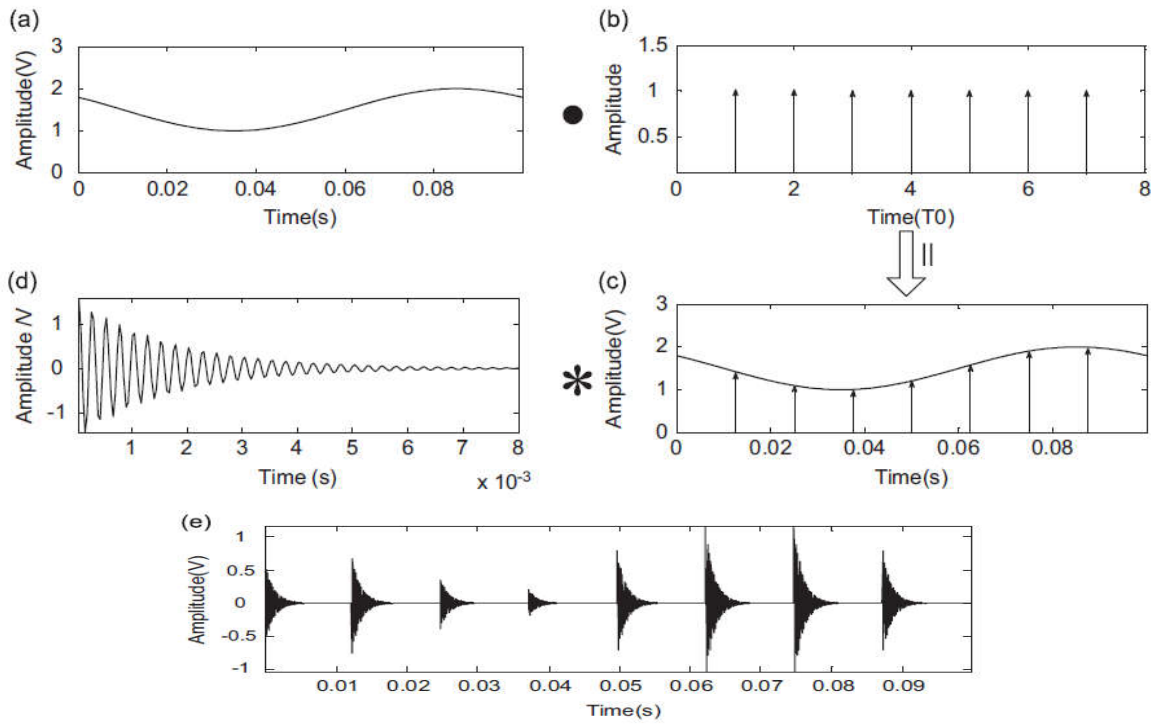 (a)
Amplitude(V)
3
2
1
0
0 0.02 0.04 0.06 0.08
Time(s)
●
(b)
Amplitude
1.5
1
0.5
0 2 4 6 8
Time(T0)
=
(d)
Amplitude /V
1
0
-1
1 2 3 4 5 6 7 8
Time (s)
x 10⁻³
*
(c)
Amplitude(V)
3
2
1
0
0 0.02 0.04 0.06 0.08
Time(s)
(e)
Amplitude(V)
1
0.5
0
-0.5
-1
0.01 0.02 0.03 0.04 0.050 0.06 0.07 0.08 0.09
Time(s)